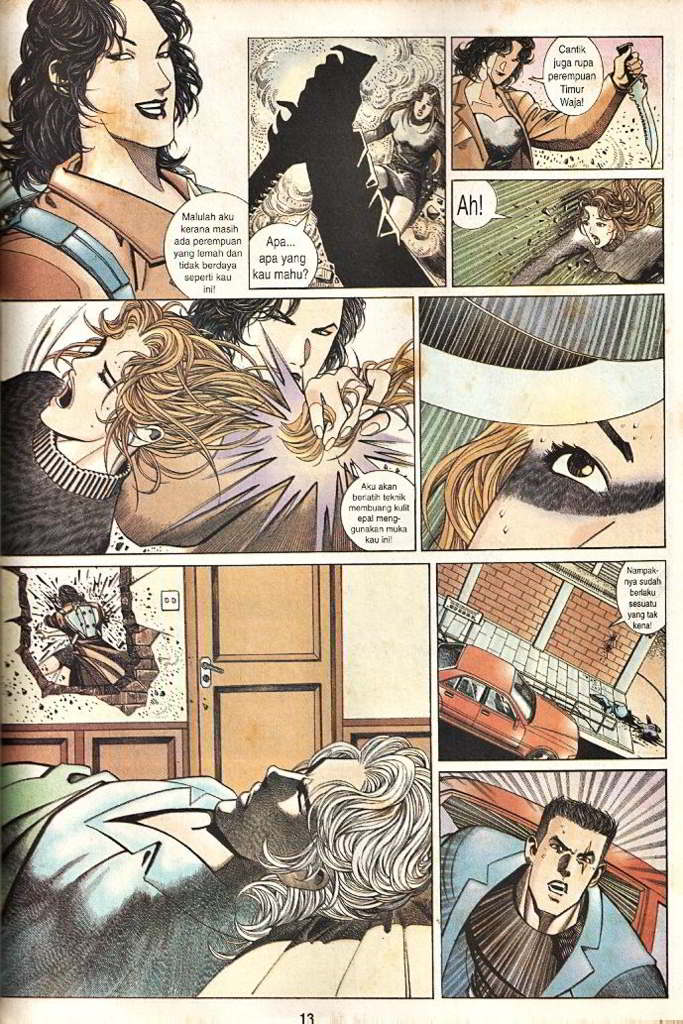 Malulah aku
kerana masih
ada perempuan
yang lemah dan
tidak berdaya
seperti kau
ini!
Apa...
apa yang
kau mahu?
Cantik
juga rupa
perempuan
Timur
Waja!
Ah!
Aku akan
berlatih teknik
membuang kulit
epal meng-
gunakan muka
kau ini!
Nampak-
nya sudah
berlaku
sesuatu
yang tak
kena!
13